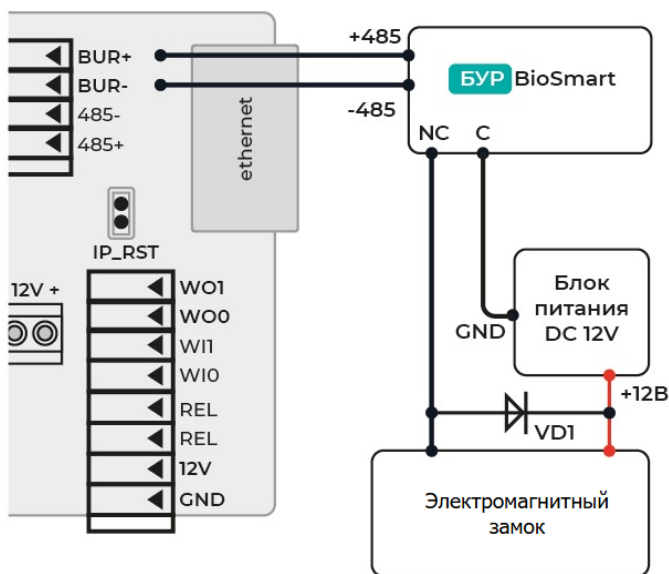 BUR+
BUR-
485-
485+
ethernet
IP_RST
12V +
WO1
WO0
WI1
WI0
REL
REL
12V
GND
+485
-485
БУР BioSmart
NC C
Блок
питания
DC 12V
GND
+12В
VD1
Электромагнитный
замок